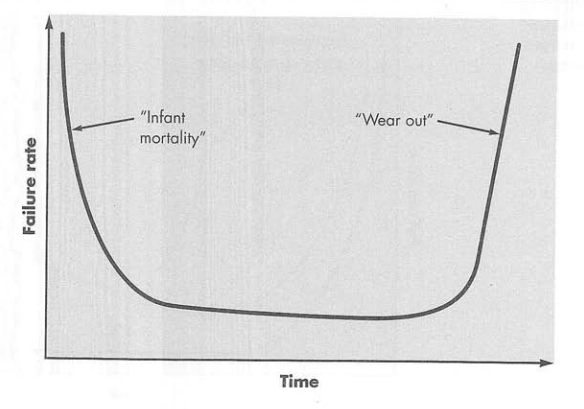 "Infant
mortality"
"Wear out"
Failure rate
Time